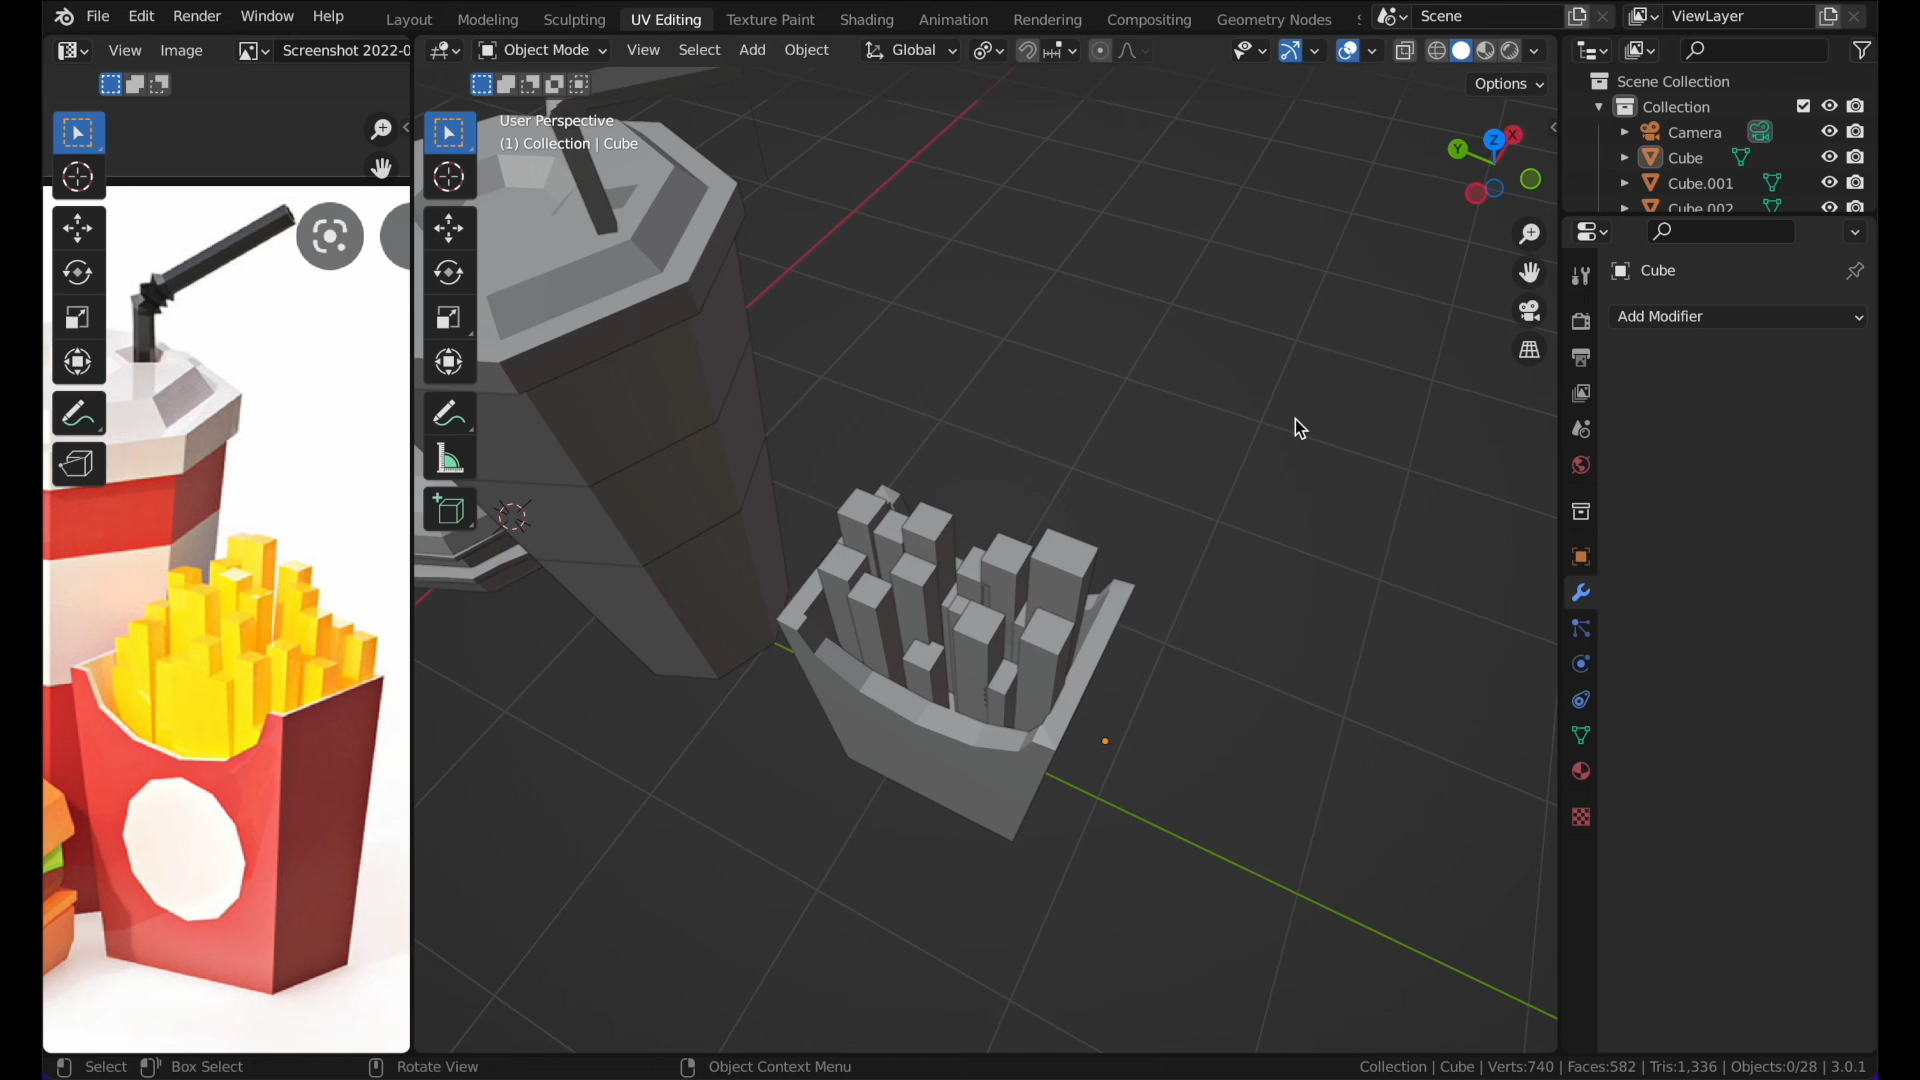 File Edit Render Window Help Layout Modeling Sculpting UV Editing Texture Paint Shading Animation Rendering Compositing Geometry Nodes Scene ViewLayer
View Image Screenshot 2022-0 Object Mode View Select Add Object Global
Options
Scene Collection
User Perspective
(1) Collection | Cube
Collection
Camera
Cube
Cube.001
Cube.002
X
Y
Z
Cube
Add Modifier
Select Box Select Rotate View Object Context Menu Collection | Cube | Verts:740 | Faces:582 | Tris:1,336 | Objects:0/28 | 3.0.1